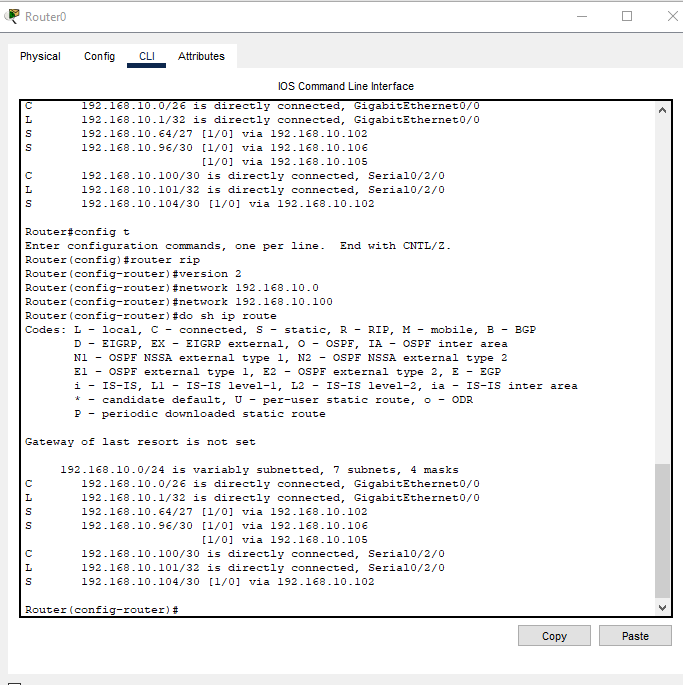 Router0
Physical Config CLI Attributes
IOS Command Line Interface
C       192.168.10.0/26 is directly connected, GigabitEthernet0/0
L       192.168.10.1/32 is directly connected, GigabitEthernet0/0
S       192.168.10.64/27 [1/0] via 192.168.10.102
S       192.168.10.96/30 [1/0] via 192.168.10.106
                         [1/0] via 192.168.10.105
C       192.168.10.100/30 is directly connected, Serial0/2/0
L       192.168.10.101/32 is directly connected, Serial0/2/0
S       192.168.10.104/30 [1/0] via 192.168.10.102
Router#config t
Enter configuration commands, one per line.  End with CNTL/Z.
Router(config)#router rip
Router(config-router)#version 2
Router(config-router)#network 192.168.10.0
Router(config-router)#network 192.168.10.100
Router(config-router)#do sh ip route
Codes: L - local, C - connected, S - static, R - RIP, M - mobile, B - BGP
       D - EIGRP, EX - EIGRP external, O - OSPF, IA - OSPF inter area
       N1 - OSPF NSSA external type 1, N2 - OSPF NSSA external type 2
       E1 - OSPF external type 1, E2 - OSPF external type 2, E - EGP
       i - IS-IS, L1 - IS-IS level-1, L2 - IS-IS level-2, ia - IS-IS inter area
       * - candidate default, U - per-user static route, o - ODR
       P - periodic downloaded static route
Gateway of last resort is not set
     192.168.10.0/24 is variably subnetted, 7 subnets, 4 masks
C       192.168.10.0/26 is directly connected, GigabitEthernet0/0
L       192.168.10.1/32 is directly connected, GigabitEthernet0/0
S       192.168.10.64/27 [1/0] via 192.168.10.102
S       192.168.10.96/30 [1/0] via 192.168.10.106
                         [1/0] via 192.168.10.105
C       192.168.10.100/30 is directly connected, Serial0/2/0
L       192.168.10.101/32 is directly connected, Serial0/2/0
S       192.168.10.104/30 [1/0] via 192.168.10.102
Router(config-router)#
Copy Paste